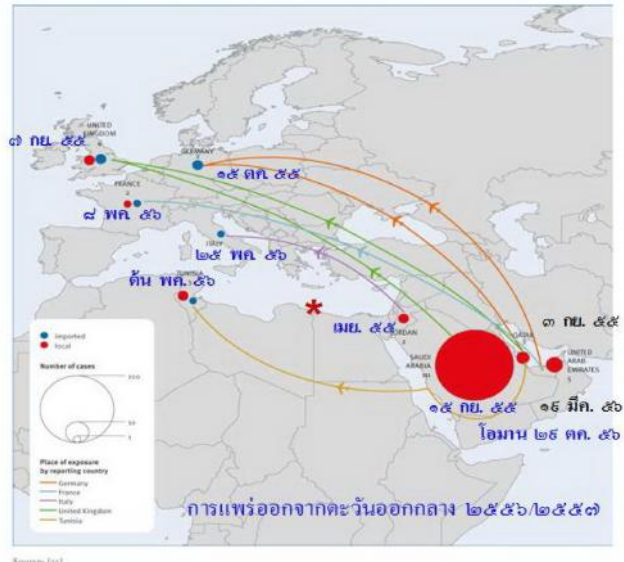 UNITED
KINGDOM
๗ กย. ๕๕
GERMANY
๑๕ ตค. ๕๕
FRANCE
๘ พค. ๕๖
ITALY
๒๕ พค ๕๖
TUNISIA
ต้น พค. ๕๖
*
เมย. ๕๕
JORDAN
2
๓ กย. ๕๕
QATAR
SAUDI
ARABIA
UNITED
ARAB
EMIRATES
5
๑๕ กย. ๕๕
๑๙ มีค. ๕๖
โอมาน ๒๙ ตค. ๕๖
imported
local
Number of cases
100
10
1
Place of exposure
by reporting country
Germany
France
Italy
United Kingdom
Tunisia
การแพร่ออกจากตะวันออกกลาง ๒๕๕๖/๒๕๕๗